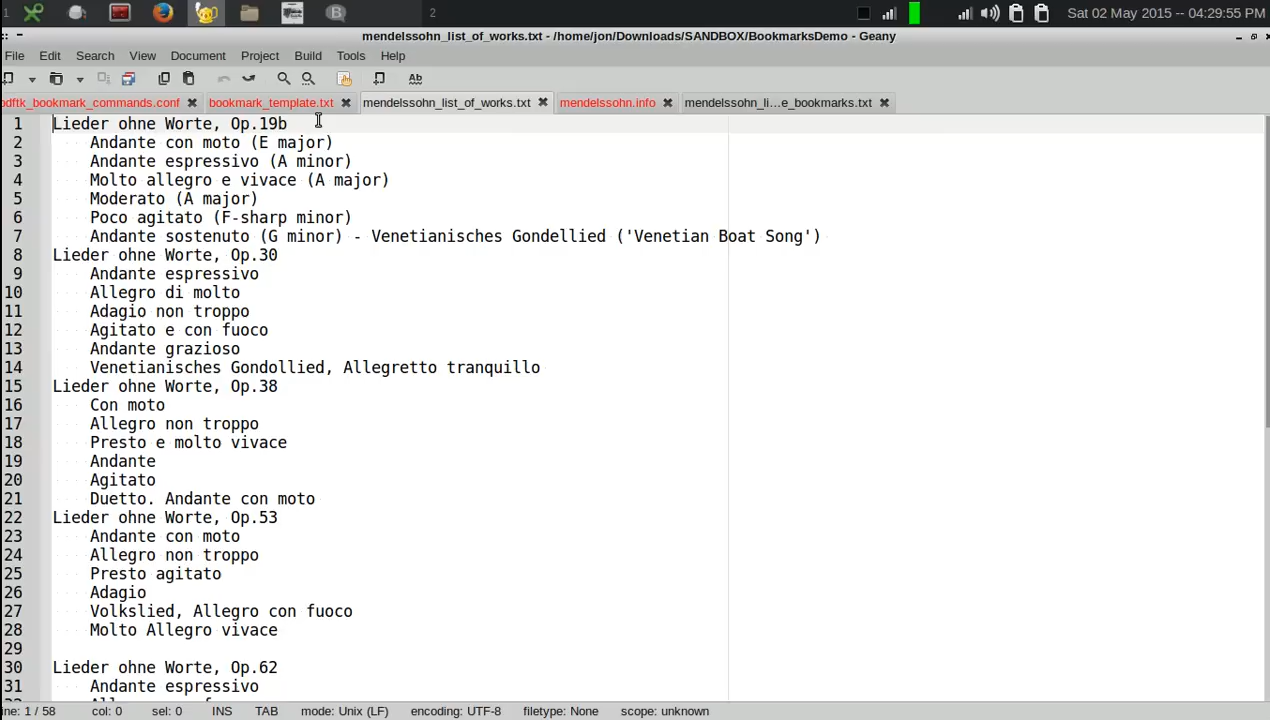 1 2 Sat 02 May 2015 -- 04:29:55 PM
mendelssohn_list_of_works.txt - /home/jon/Downloads/SANDBOX/BookmarksDemo - Geany
File Edit Search View Document Project Build Tools Help
pdftk_bookmark_commands.conf bookmark_template.txt mendelssohn_list_of_works.txt mendelssohn.info mendelssohn_li...e_bookmarks.txt
1 Lieder ohne Worte, Op.19b
2 Andante con moto (E major)
3 Andante espressivo (A minor)
4 Molto allegro e vivace (A major)
5 Moderato (A major)
6 Poco agitato (F-sharp minor)
7 Andante sostenuto (G minor) - Venetianisches Gondellied ('Venetian Boat Song')
8 Lieder ohne Worte, Op.30
9 Andante espressivo
10 Allegro di molto
11 Adagio non troppo
12 Agitato e con fuoco
13 Andante grazioso
14 Venetianisches Gondollied, Allegretto tranquillo
15 Lieder ohne Worte, Op.38
16 Con moto
17 Allegro non troppo
18 Presto e molto vivace
19 Andante
20 Agitato
21 Duetto. Andante con moto
22 Lieder ohne Worte, Op.53
23 Andante con moto
24 Allegro non troppo
25 Presto agitato
26 Adagio
27 Volkslied, Allegro con fuoco
28 Molto Allegro vivace
29
30 Lieder ohne Worte, Op.62
31 Andante espressivo
ine: 1 / 58 col: 0 sel: 0 INS TAB mode: Unix (LF) encoding: UTF-8 filetype: None scope: unknown